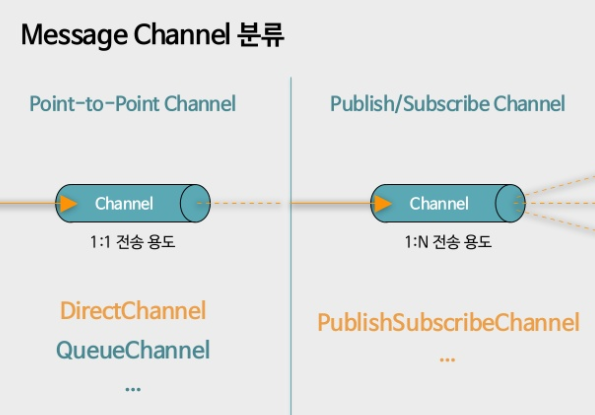 Message Channel 분류
Point-to-Point Channel
Publish/Subscribe Channel
Channel
Channel
1:1 전송 용도
1:N 전송 용도
DirectChannel
QueueChannel
...
PublishSubscribeChannel
...